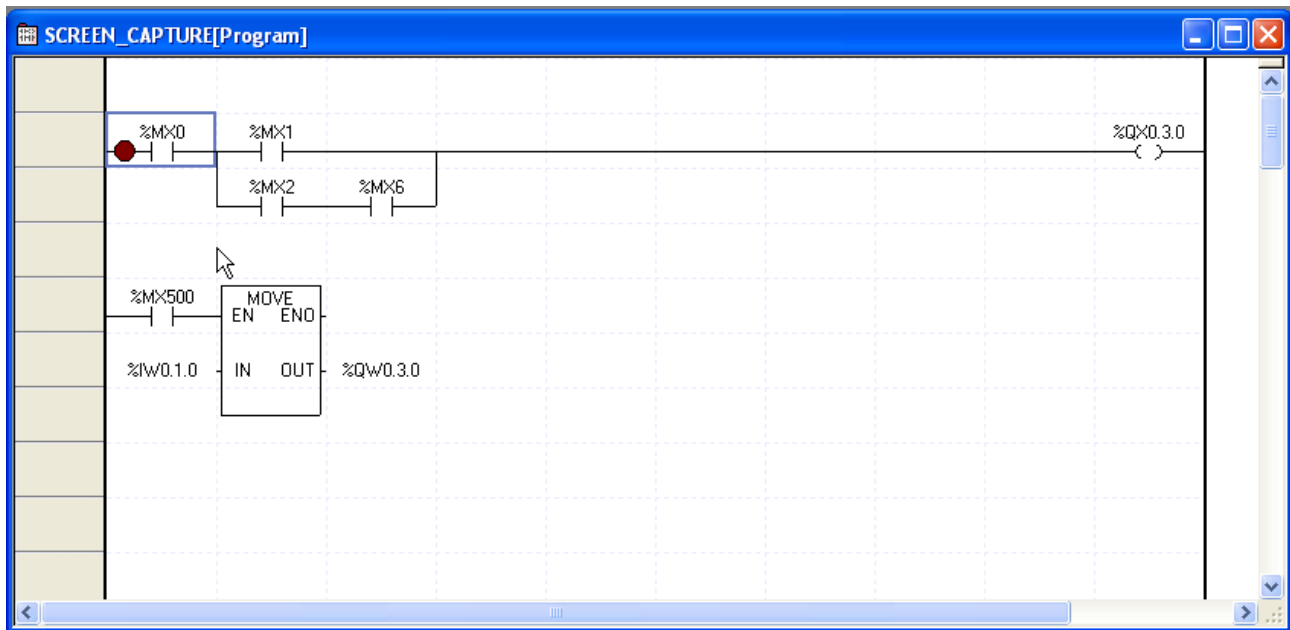 SCREEN_CAPTURE[Program]
%MX0 %MX1 %QX0.3.0
%MX2 %MX6
%MX500 MOVE
EN ENO
%IW0.1.0 IN OUT %QW0.3.0